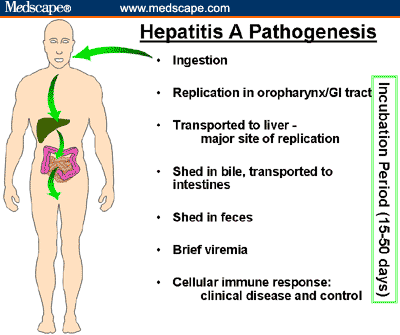 Medscape® www.medscape.com
Hepatitis A Pathogenesis
• Ingestion
• Replication in oropharynx/GI tract
• Transported to liver -
major site of replication
• Shed in bile, transported to
intestines
• Shed in feces
• Brief viremia
• Cellular immune response:
clinical disease and control
Incubation Period (15-50 days)